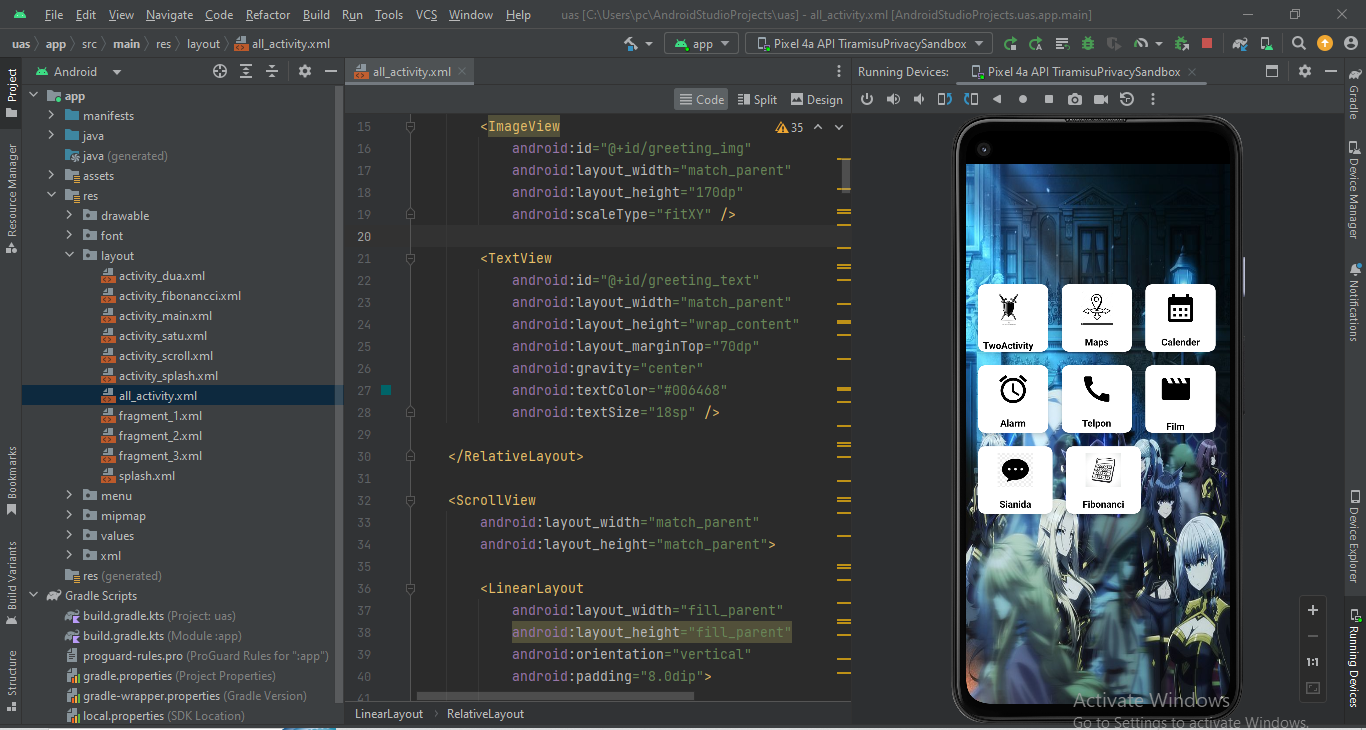 File Edit View Navigate Code Refactor Build Run Tools VCS Window Help uas [C:\Users\pc\AndroidStudioProjects\uas] - all_activity.xml [AndroidStudioProjects.uas.app.main]
uas app src main res layout all_activity.xml app Pixel 4a API TiramisuPrivacySandbox
Android
all_activity.xml
Running Devices: Pixel 4a API TiramisuPrivacySandbox
Code Split Design
Project
Resource Manager
Bookmarks
Build Variants
Structure
app
manifests
java
java (generated)
assets
res
drawable
font
layout
activity_dua.xml
activity_fibonancci.xml
activity_main.xml
activity_satu.xml
activity_scroll.xml
activity_splash.xml
all_activity.xml
fragment_1.xml
fragment_2.xml
fragment_3.xml
splash.xml
menu
mipmap
values
xml
res (generated)
Gradle Scripts
build.gradle.kts (Project: uas)
build.gradle.kts (Module :app)
proguard-rules.pro (ProGuard Rules for ":app")
gradle.properties (Project Properties)
gradle-wrapper.properties (Gradle Version)
local.properties (SDK Location)
35
15 <ImageView
16 android:id="@+id/greeting_img"
17 android:layout_width="match_parent"
18 android:layout_height="170dp"
19 android:scaleType="fitXY" />
20
21 <TextView
22 android:id="@+id/greeting_text"
23 android:layout_width="match_parent"
24 android:layout_height="wrap_content"
25 android:layout_marginTop="70dp"
26 android:gravity="center"
27 android:textColor="#006468"
28 android:textSize="18sp" />
29
30 </RelativeLayout>
31
32 <ScrollView
33 android:layout_width="match_parent"
34 android:layout_height="match_parent">
35
36 <LinearLayout
37 android:layout_width="fill_parent"
38 android:layout_height="fill_parent"
39 android:orientation="vertical"
40 android:padding="8.0dip">
41
LinearLayout RelativeLayout
TwoActivity Maps Calender
Alarm Telpon Film
Sianida Fibonanci
1:1
Activate Windows
Go to Settings to activate Windows.
Gradle
Device Manager
Notifications
Device Explorer
Running Devices